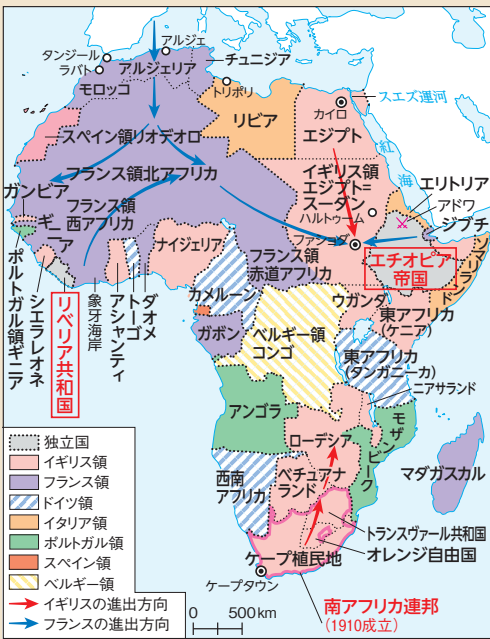 アルジェ
タンジール
ラバト
アルジェリア
チュニジア
モロッコ
トリポリ
スエズ運河
カイロ
リビア
エジプト
スペイン領リオデオロ
紅海
フランス領北アフリカ
イギリス領
エジプト=
スーダン
ハルトゥーム
エリトリア
アドワ
ガンビア
フランス領
西アフリカ
ギニア
ファショダ
ジブチ
ナイジェリア
フランス領
赤道アフリカ
エチオピア
帝国
ソマリランド
ポルトガル領ギニア
シエラレオネ
リベリア共和国
象牙海岸
アシャンティ
トーゴ
ダオメ
カメルーン
ウガンダ
東アフリカ
(ケニア)
ガボン
ベルギー領
コンゴ
東アフリカ
(タンガニーカ)
ニアサランド
アンゴラ
ローデシア
モザンビーク
マダガスカル
西南
アフリカ
ベチュアナ
ランド
トランスヴァール共和国
オレンジ自由国
ケープ植民地
ケープタウン
南アフリカ連邦
(1910成立)
独立国
イギリス領
フランス領
ドイツ領
イタリア領
ポルトガル領
スペイン領
ベルギー領
イギリスの進出方向
フランスの進出方向
0 500km